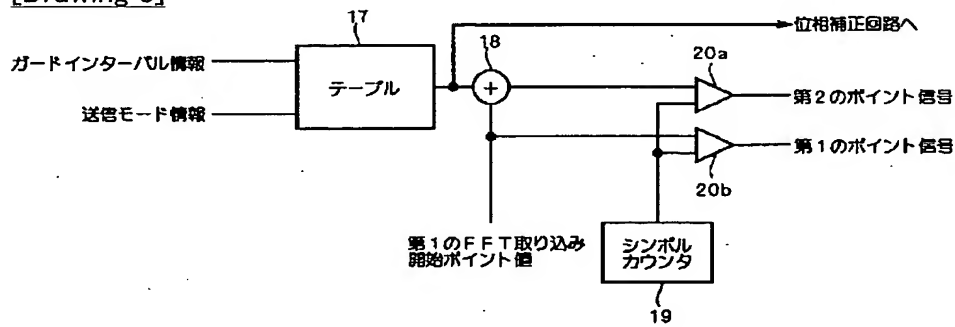 [Drawing 3]
17
位相補正回路へ
ガードインターバル情報
送信モード情報
テーブル
18
+
20a
第2のポイント信号
第1のポイント信号
20b
第1のFFT取り込み
開始ポイント値
シンボル
カウンタ
19